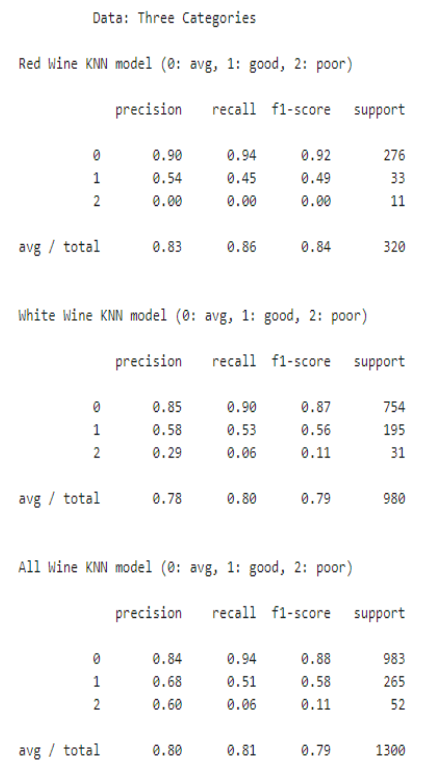 Data: Three Categories
Red Wine KNN model (0: avg, 1: good, 2: poor)
precision recall f1-score support
0 0.90 0.94 0.92 276
1 0.54 0.45 0.49 33
2 0.00 0.00 0.00 11
avg / total 0.83 0.86 0.84 320
White Wine KNN model (0: avg, 1: good, 2: poor)
precision recall f1-score support
0 0.85 0.90 0.87 754
1 0.58 0.53 0.56 195
2 0.29 0.06 0.11 31
avg / total 0.78 0.80 0.79 980
All Wine KNN model (0: avg, 1: good, 2: poor)
precision recall f1-score support
0 0.84 0.94 0.88 983
1 0.68 0.51 0.58 265
2 0.60 0.06 0.11 52
avg / total 0.80 0.81 0.79 1300